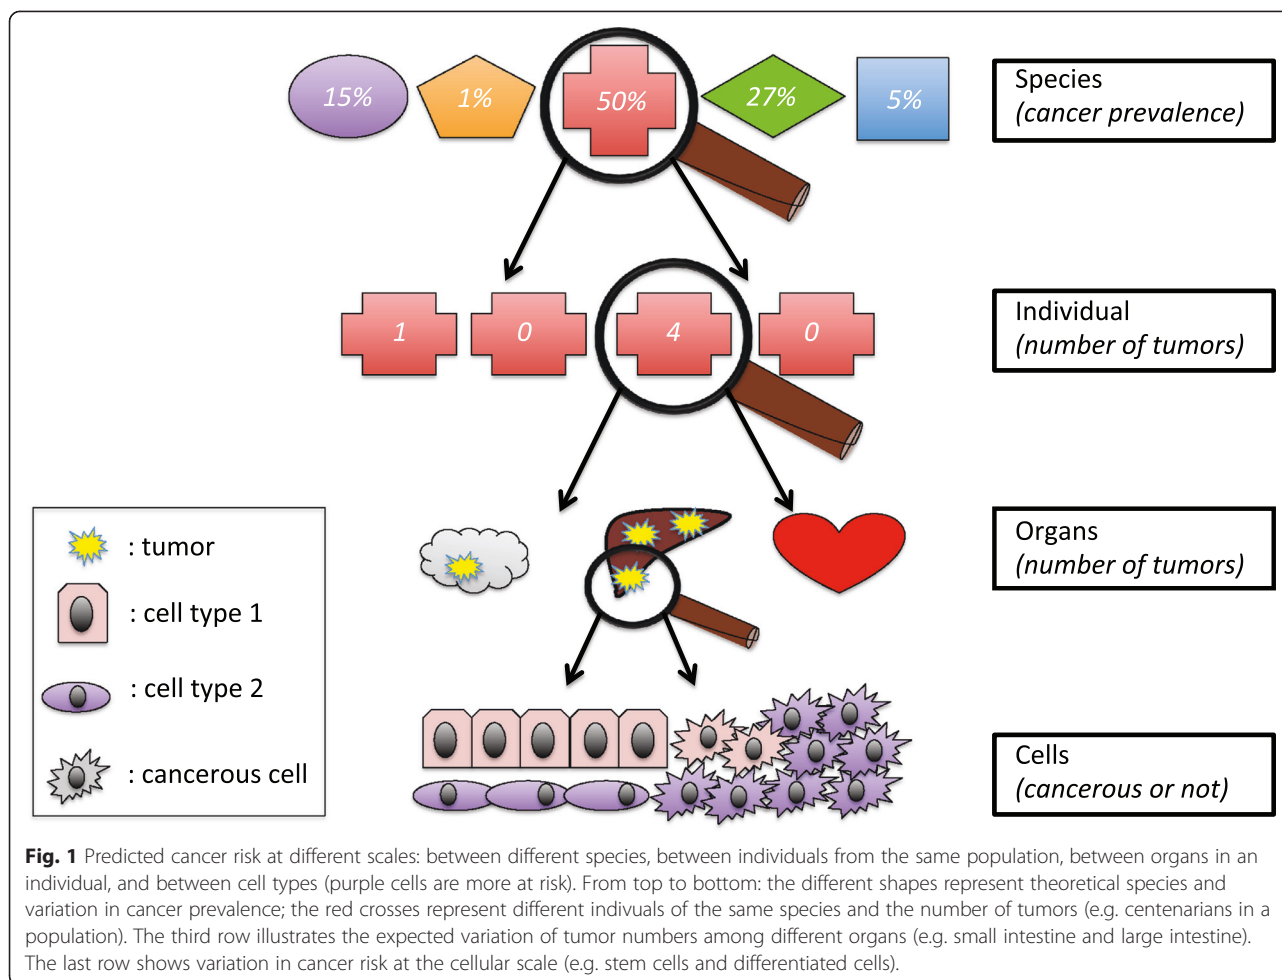 15%
1%
50%
27%
5%
Species
(cancer prevalence)
1
0
4
0
Individual
(number of tumors)
Organs
(number of tumors)
: tumor
: cell type 1
: cell type 2
: cancerous cell
Cells
(cancerous or not)
Fig. 1 Predicted cancer risk at different scales: between different species, between individuals from the same population, between organs in an
individual, and between cell types (purple cells are more at risk). From top to bottom: the different shapes represent theoretical species and
variation in cancer prevalence; the red crosses represent different indivuals of the same species and the number of tumors (e.g. centenarians in a
population). The third row illustrates the expected variation of tumor numbers among different organs (e.g. small intestine and large intestine).
The last row shows variation in cancer risk at the cellular scale (e.g. stem cells and differentiated cells).